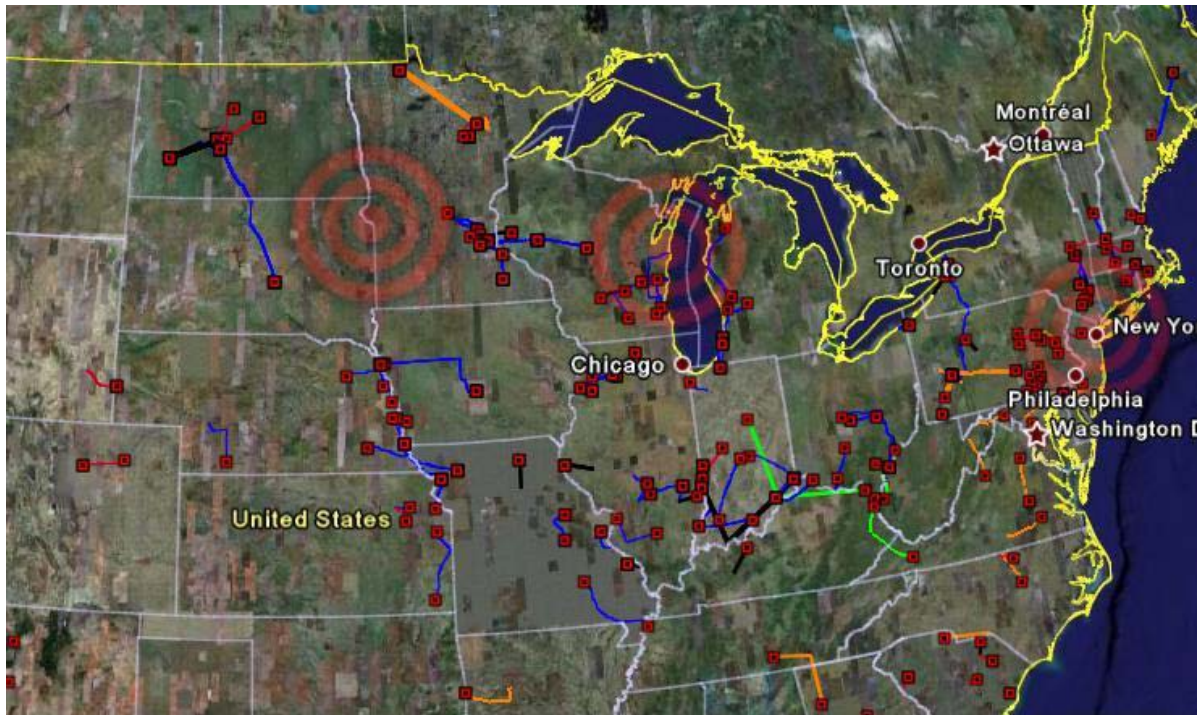 Montréal
Ottawa
Toronto
New Yo
Chicago
Philadelphia
Washington D
United States